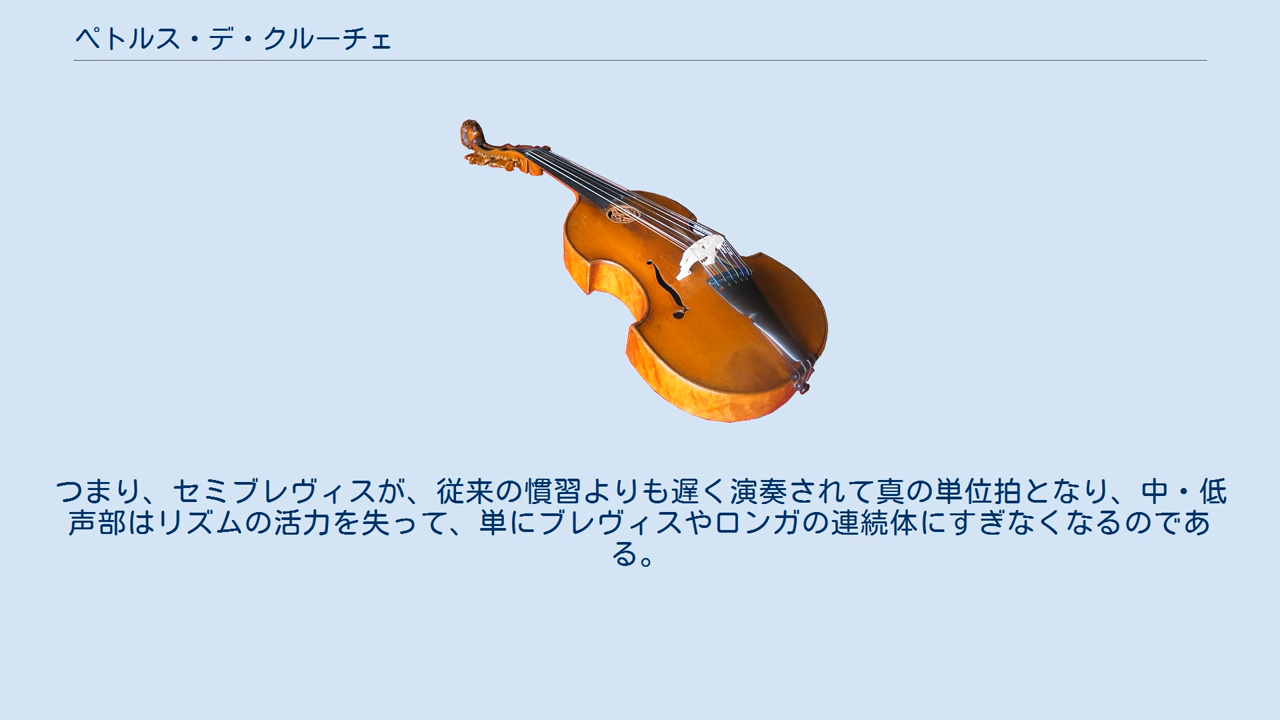 ペトルス・デ・クルーチェ
つまり、セミブレヴィスが、従来の慣習よりも遅く演奏されて真の単位拍となり、中・低
声部はリズムの活力を失って、単にブレヴィスやロンガの連続体にすぎなくなるのであ
る。